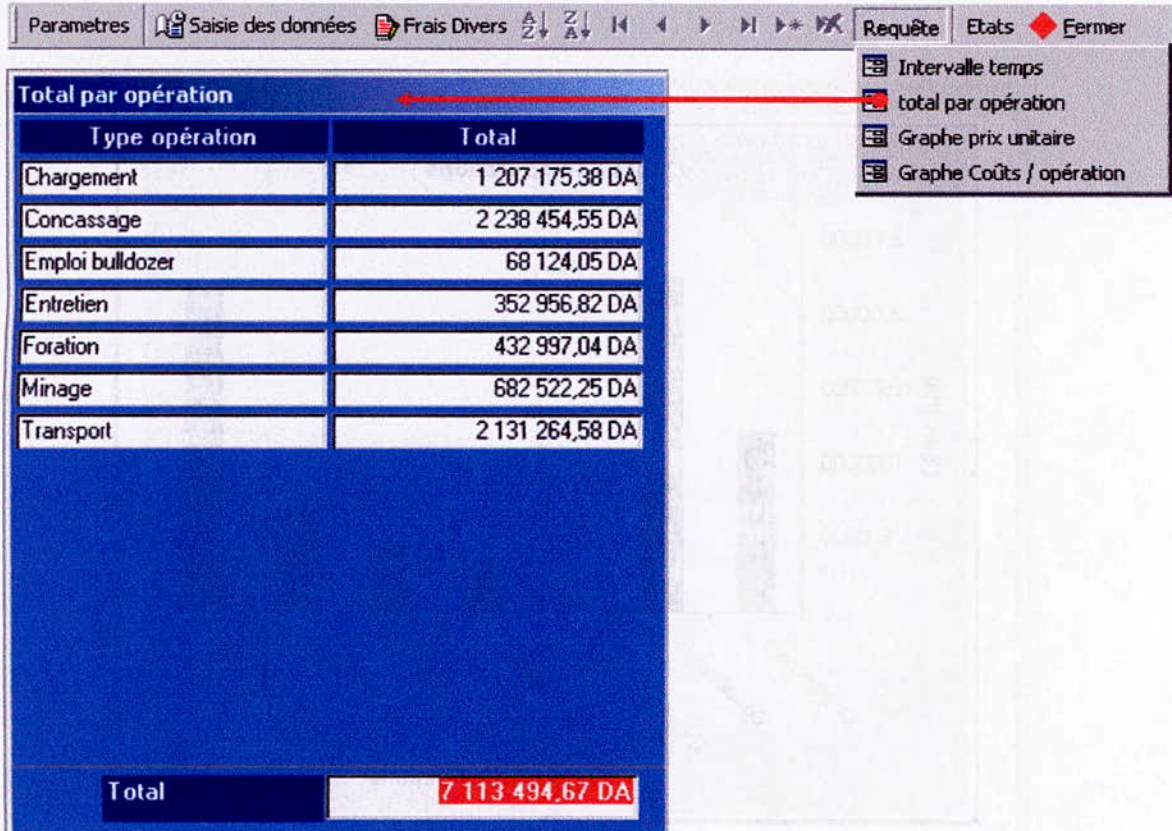 Parametres Saisie des données Frais Divers Requête Etats Fermer
Intervalle temps
total par opération
Graphe prix unitaire
Graphe Coûts / opération
Total par opération
Type opération Total
Chargement 1 207 175,38 DA
Concassage 2 238 454,55 DA
Emploi bulldozer 68 124,05 DA
Entretien 352 956,82 DA
Foration 432 997,04 DA
Minage 682 522,25 DA
Transport 2 131 264,58 DA
Total 7 113 494,67 DA